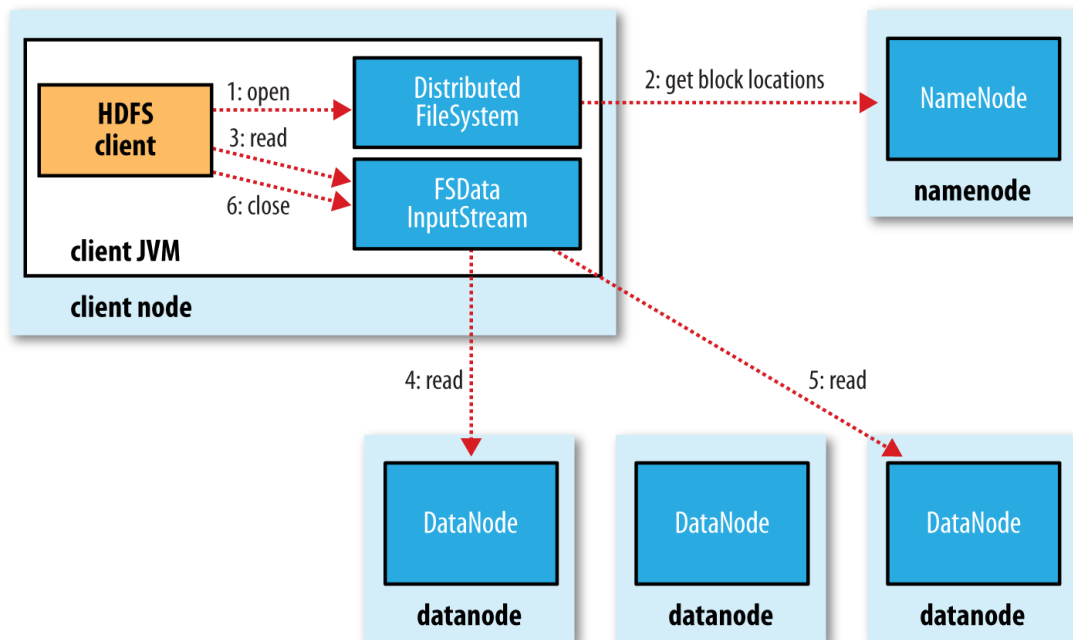 HDFS
client
1: open
3: read
6: close
Distributed
FileSystem
FSData
InputStream
client JVM
client node
2: get block locations
NameNode
namenode
4: read
5: read
DataNode
datanode
DataNode
datanode
DataNode
datanode